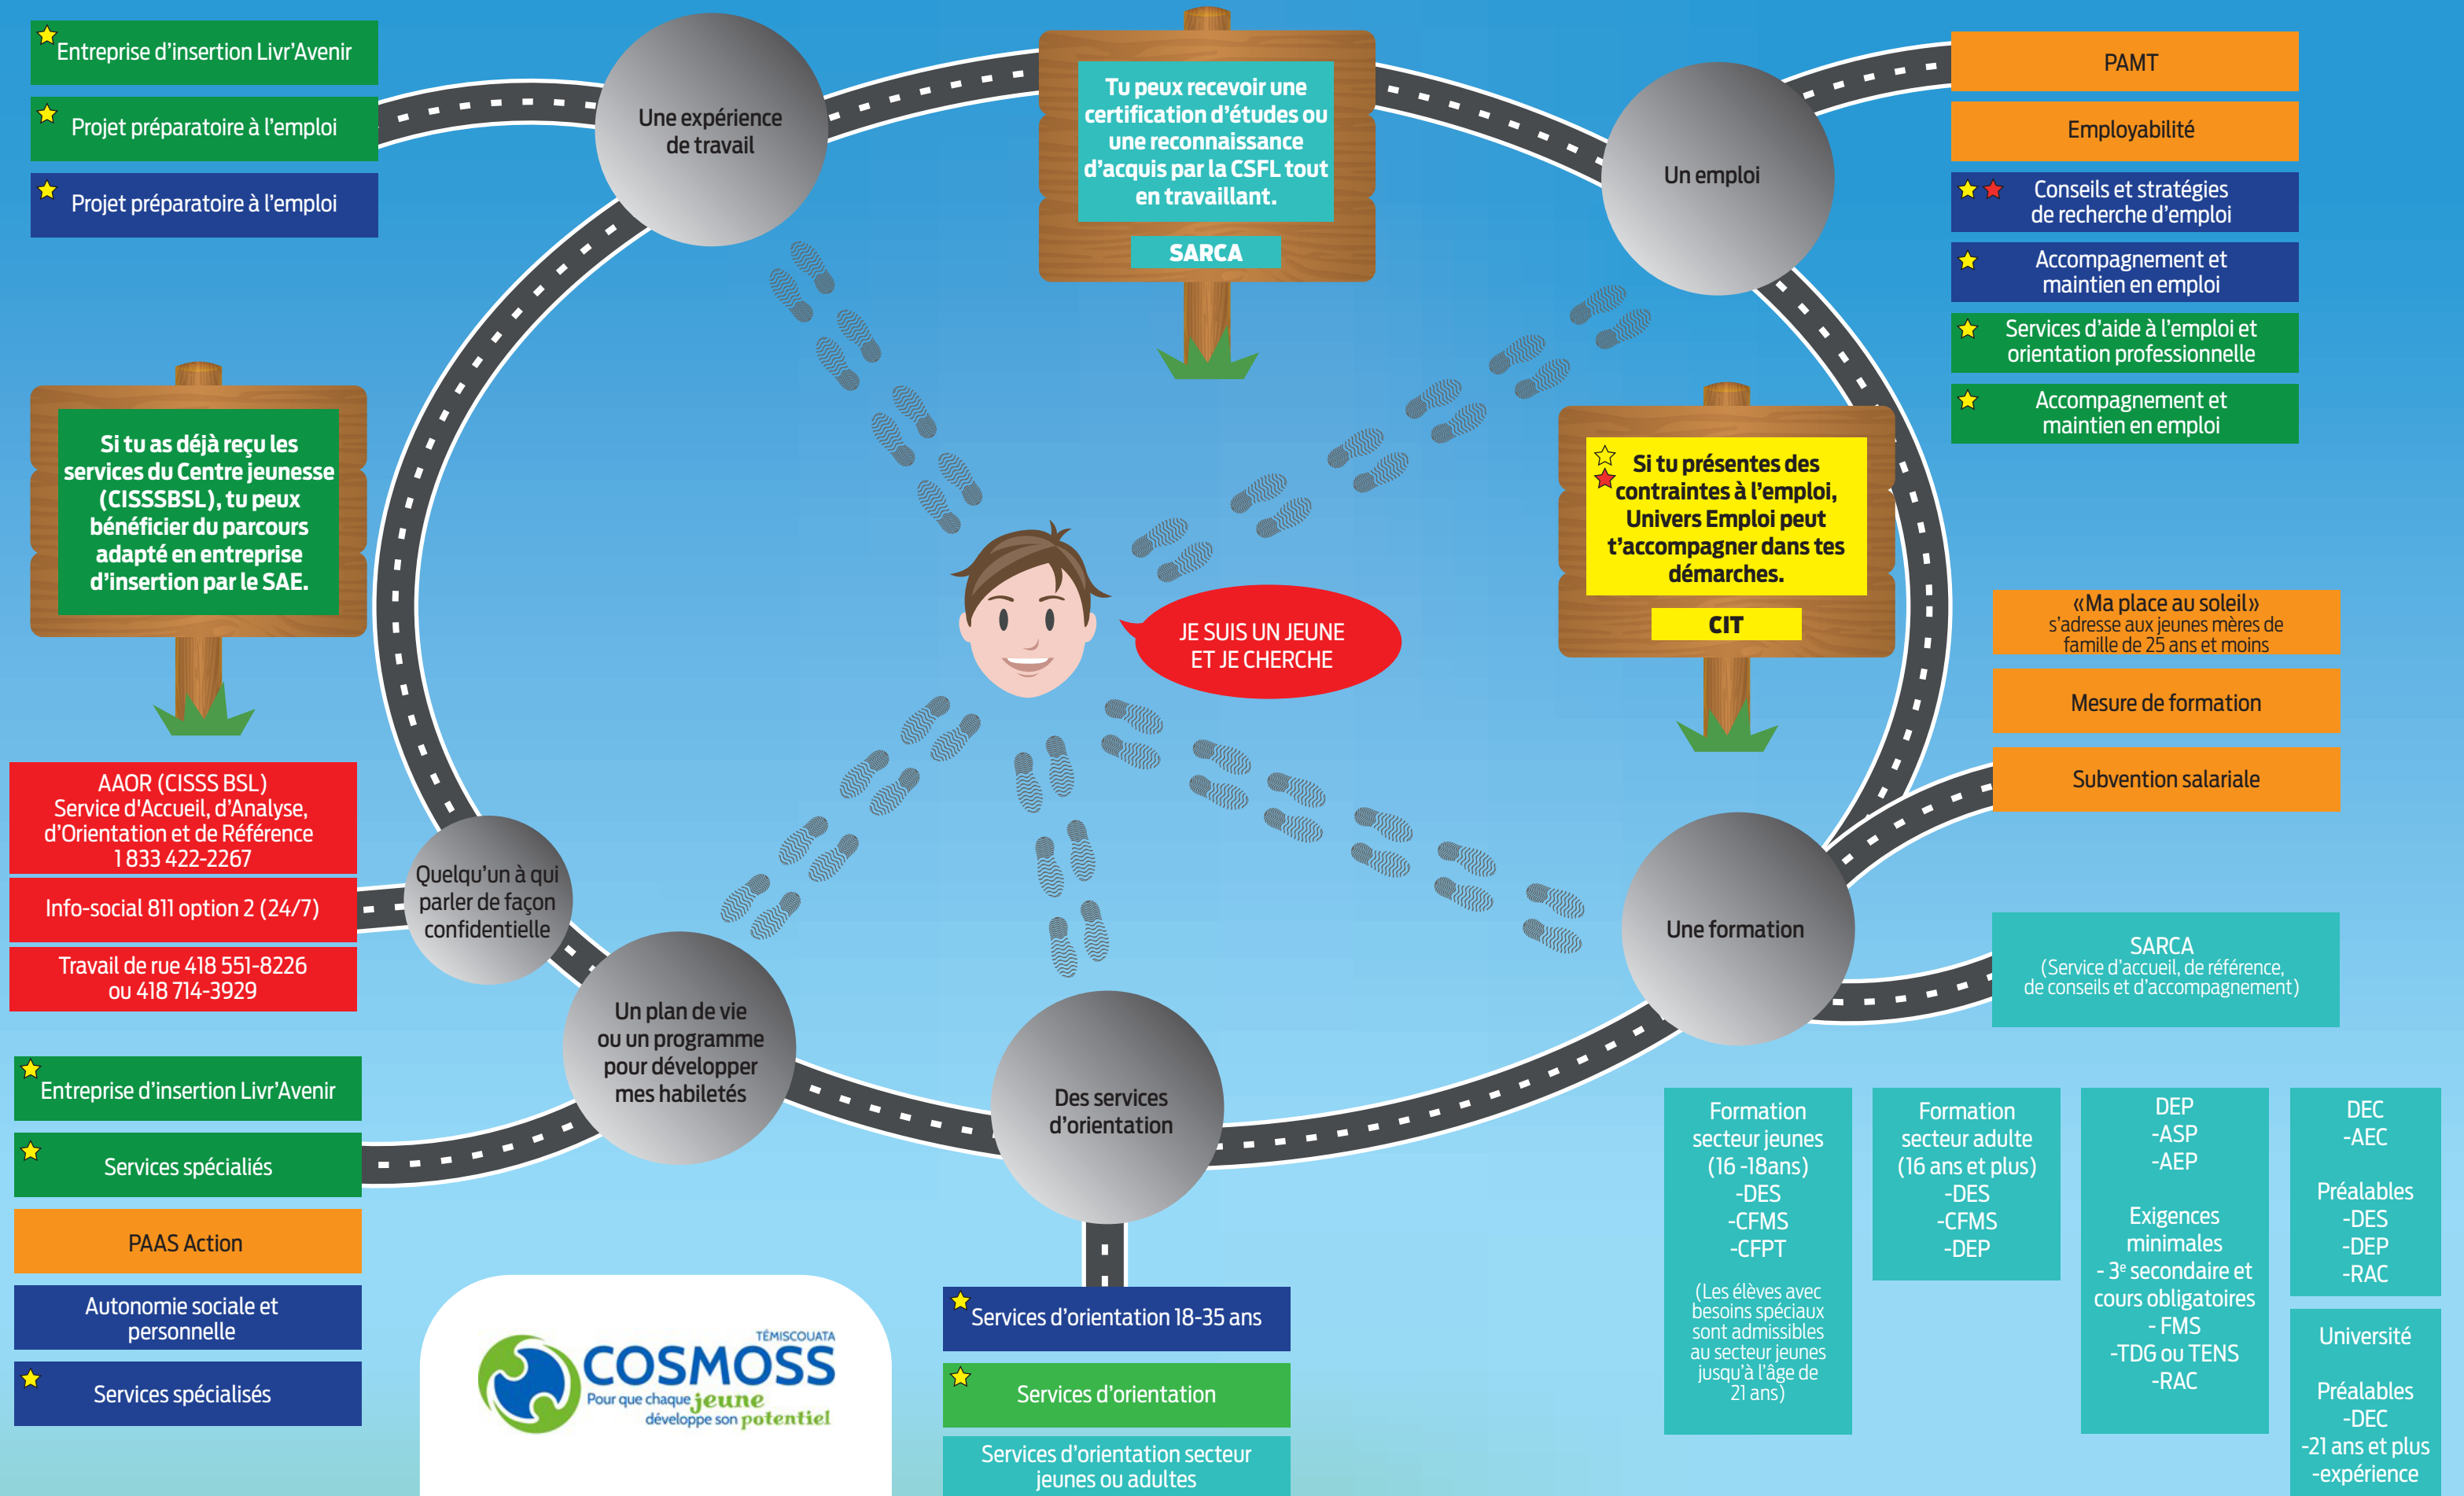 Entreprise d'insertion Livr'Avenir
Projet préparatoire à l'emploi
Projet préparatoire à l'emploi
Une expérience
de travail
Tu peux recevoir une
certification d'études ou
une reconnaissance
d'acquis par la CSFL tout
en travaillant.
SARCA
Un emploi
PAMT
Employabilité
Conseils et stratégies
de recherche d'emploi
Accompagnement et
maintien en emploi
Services d'aide à l'emploi et
orientation professionnelle
Accompagnement et
maintien en emploi
Si tu as déjà reçu les
services du Centre jeunesse
(CISSSBSL), tu peux
bénéficier du parcours
adapté en entreprise
d'insertion par le SAE.
Si tu présentes des
contraintes à l'emploi,
Univers Emploi peut
t'accompagner dans tes
démarches.
CIT
JE SUIS UN JEUNE
ET JE CHERCHE
«Ma place au soleil»
s'adresse aux jeunes mères de
famille de 25 ans et moins
Mesure de formation
Subvention salariale
AAOR (CISSS BSL)
Service d'Accueil, d'Analyse,
d'Orientation et de Référence
1 833 422-2267
Info-social 811 option 2 (24/7)
Travail de rue 418 551-8226
ou 418 714-3929
Quelqu'un à qui
parler de façon
confidentielle
Un plan de vie
ou un programme
pour développer
mes habiletés
Des services
d'orientation
Une formation
SARCA
(Service d'accueil, de référence,
de conseils et d'accompagnement)
Entreprise d'insertion Livr'Avenir
Services spécialiés
PAAS Action
Autonomie sociale et
personnelle
Services spécialisés
TÉMISCOUATA
COSMOSS
Pour que chaque jeune
développe son potentiel
Services d'orientation 18-35 ans
Services d'orientation
Services d'orientation secteur
jeunes ou adultes
Formation
secteur jeunes
(16 -18ans)
-DES
-CFMS
-CFPT
(Les élèves avec
besoins spéciaux
sont admissibles
au secteur jeunes
jusqu'à l'âge de
21 ans)
Formation
secteur adulte
(16 ans et plus)
-DES
-CFMS
-DEP
DEP
-ASP
-AEP
Exigences
minimales
- 3e secondaire et
cours obligatoires
- FMS
-TDG ou TENS
-RAC
DEC
-AEC
Préalables
-DES
-DEP
-RAC
Université
Préalables
-DEC
-21 ans et plus
-expérience